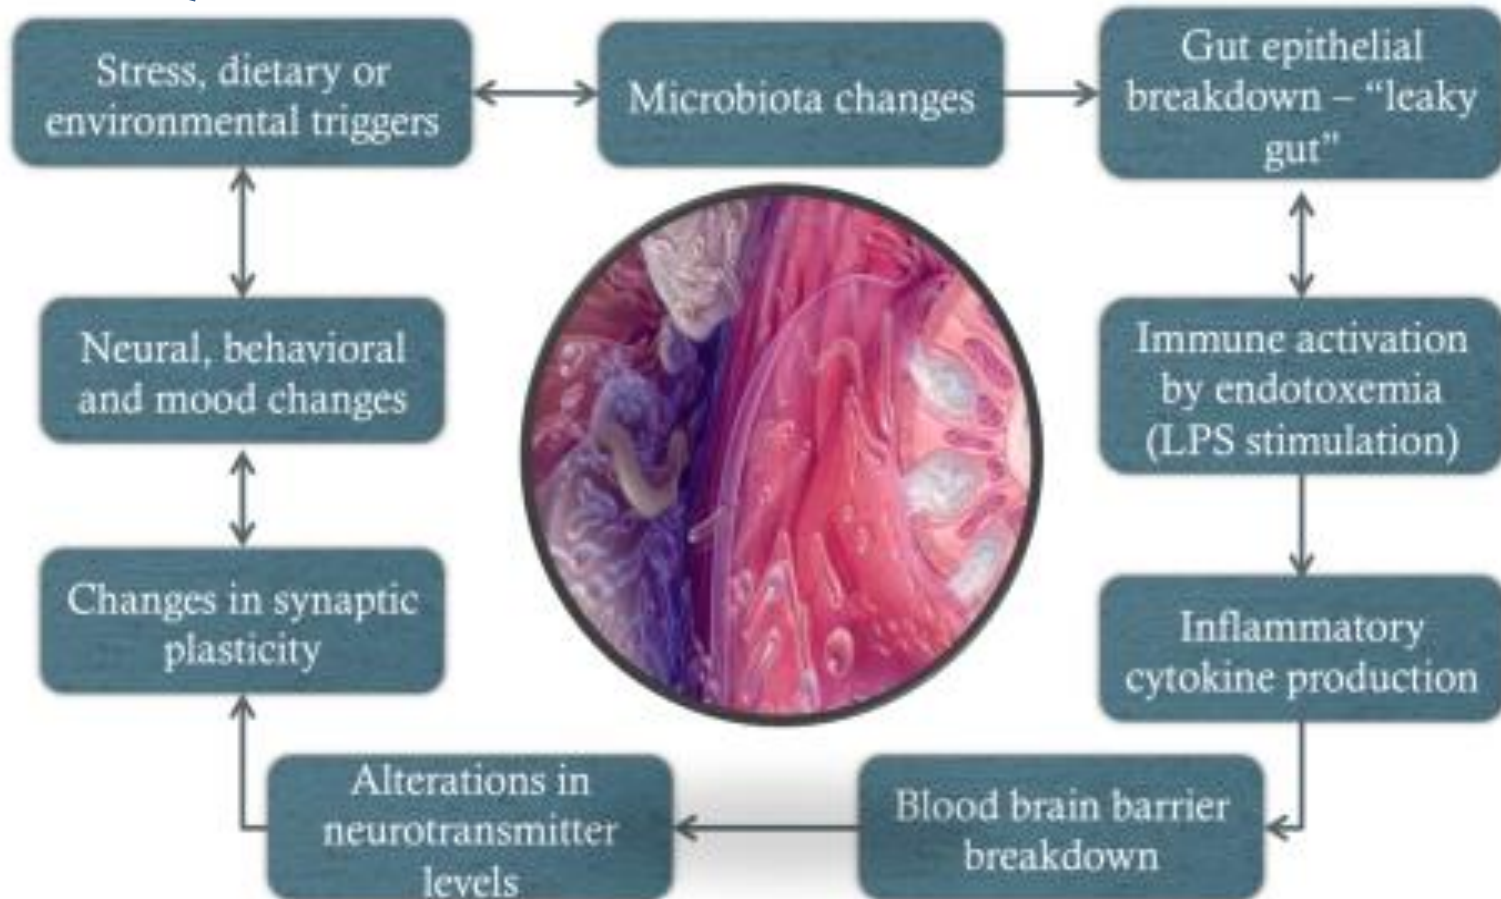 Stress, dietary or
environmental triggers
Microbiota changes
Gut epithelial
breakdown – “leaky
gut”
Immune activation
by endotoxemia
(LPS stimulation)
Inflammatory
cytokine production
Blood brain barrier
breakdown
Alterations in
neurotransmitter
levels
Changes in synaptic
plasticity
Neural, behavioral
and mood changes